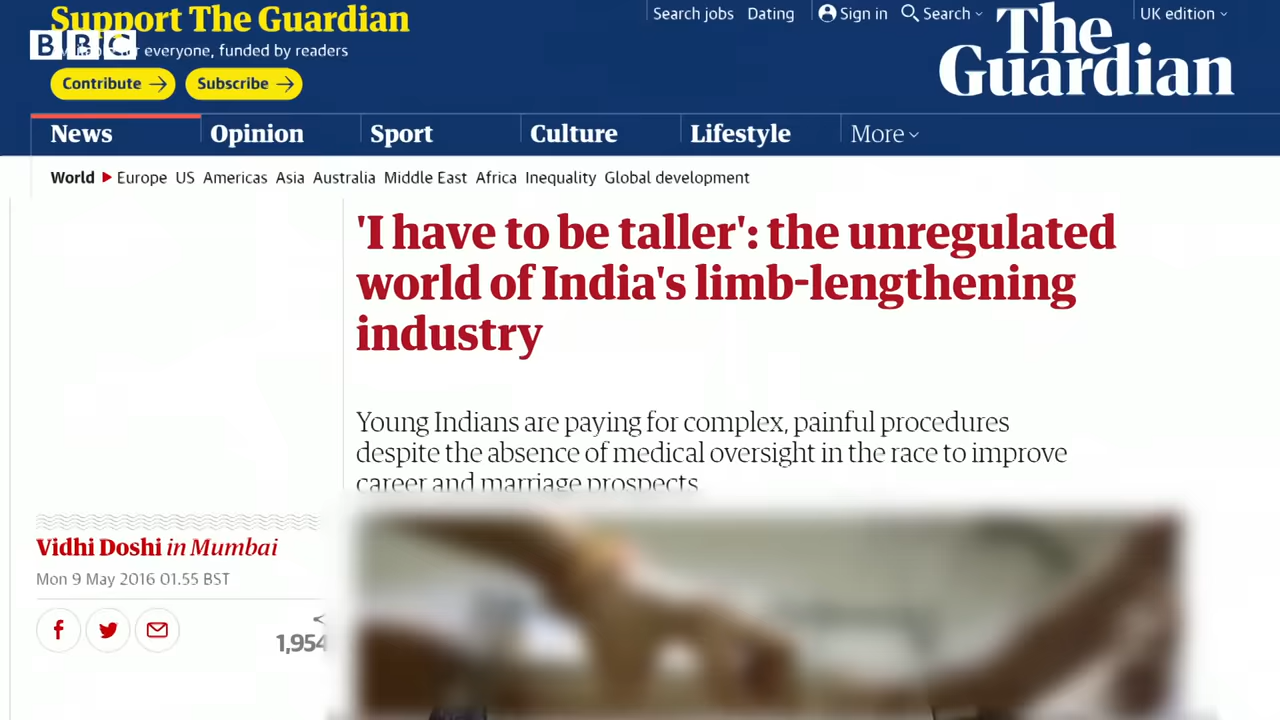 Support The Guardian
Search jobs Dating Sign in Search UK edition
BBC
for everyone, funded by readers
The Guardian
Contribute → Subscribe →
News Opinion Sport Culture Lifestyle More
World Europe US Americas Asia Australia Middle East Africa Inequality Global development
'I have to be taller': the unregulated
world of India's limb-lengthening
industry
Young Indians are paying for complex, painful procedures
despite the absence of medical oversight in the race to improve
career and marriage prospects
Vidhi Doshi in Mumbai
Mon 9 May 2016 01.55 BST
1,954